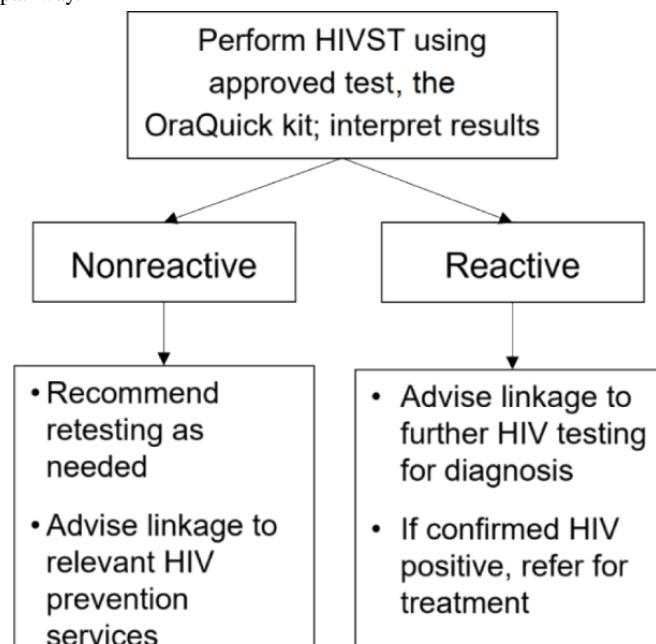 Perform HIVST using
approved test, the
OraQuick kit; interpret results
Nonreactive
Reactive
• Recommend
retesting as
needed
• Advise linkage to
relevant HIV
prevention
services
• Advise linkage to
further HIV testing
for diagnosis
• If confirmed HIV
positive, refer for
treatment